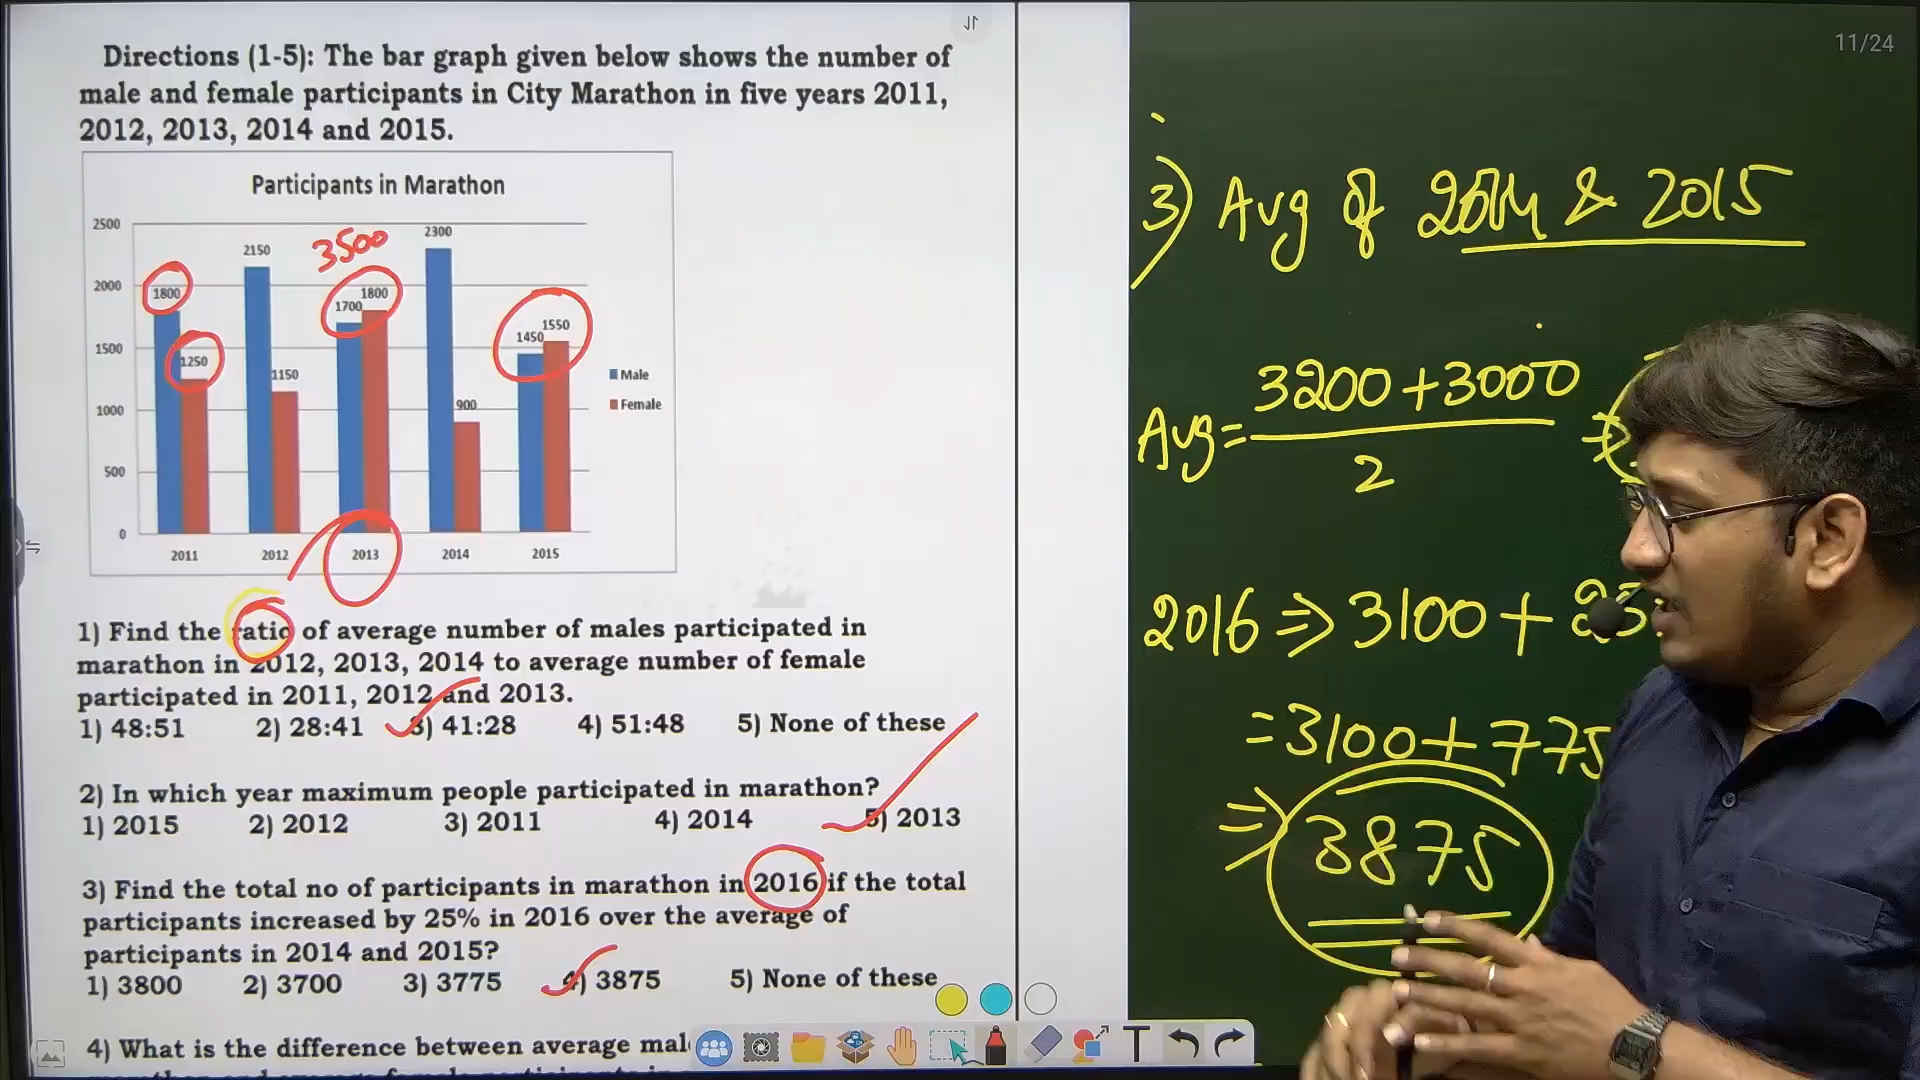 Directions (1-5): The bar graph given below shows the number of
male and female participants in City Marathon in five years 2011,
2012, 2013, 2014 and 2015.
Participants in Marathon
2500
2000
1500
1000
500
0
1800
1250
2150
1150
3500
1700
1800
2300
900
1450
1550
Male
Female
2011 2012 2013 2014 2015
1) Find the ratio of average number of males participated in
marathon in 2012, 2013, 2014 to average number of female
participated in 2011, 2012 and 2013.
1) 48:51 2) 28:41 3) 41:28 4) 51:48 5) None of these
2) In which year maximum people participated in marathon?
1) 2015 2) 2012 3) 2011 4) 2014 5) 2013
3) Find the total no of participants in marathon in 2016 if the total
participants increased by 25% in 2016 over the average of
participants in 2014 and 2015?
1) 3800 2) 3700 3) 3775 4) 3875 5) None of these
4) What is the difference between average
11/24
3) Avg of 2014 & 2015
Avg = 3200+3000
2
⇒
2016 ⇒ 3100 +
= 3100 + 775
⇒ 3875